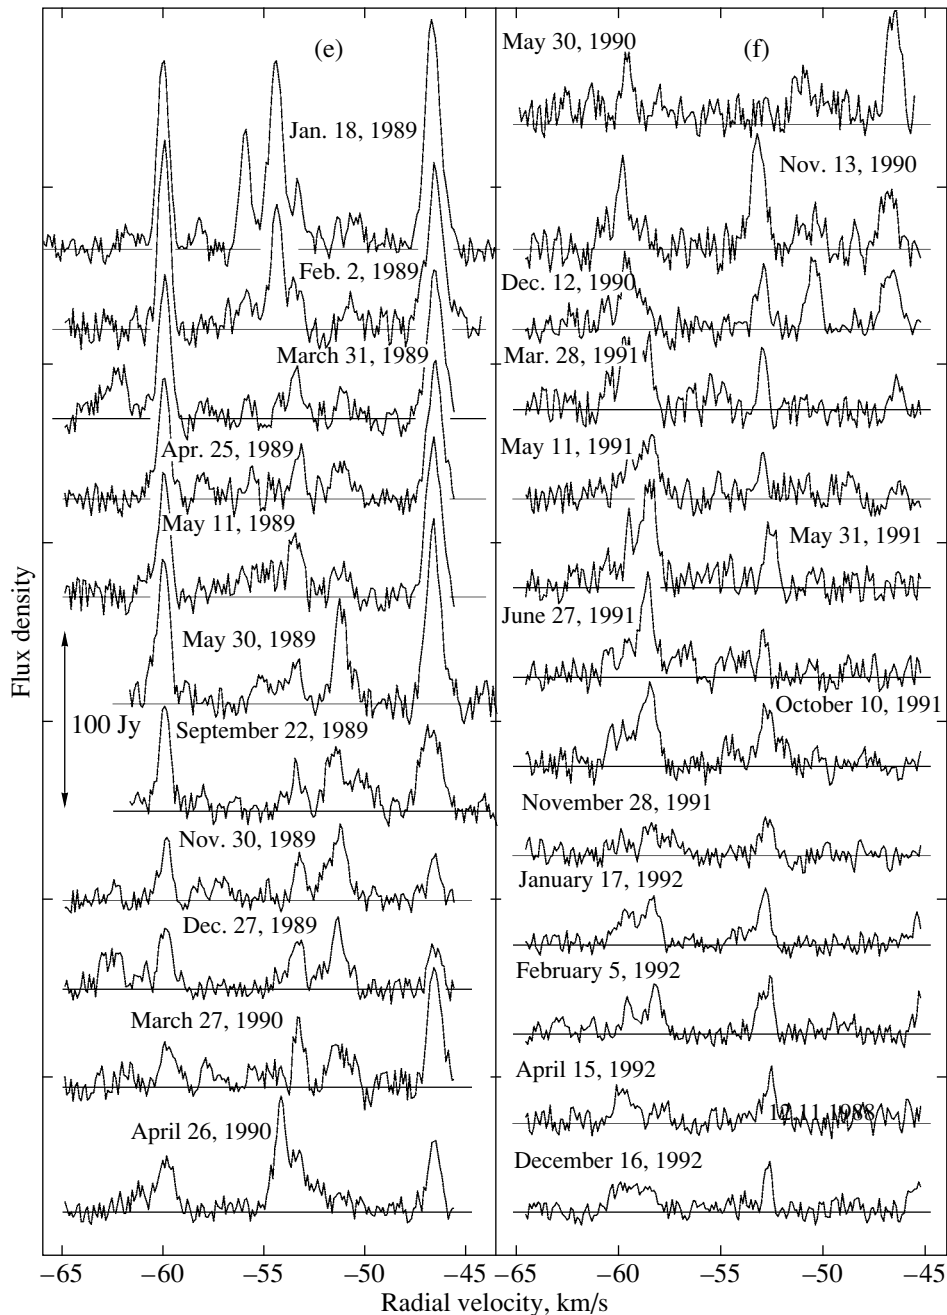 (e)
Jan. 18, 1989
Feb. 2, 1989
March 31, 1989
Apr. 25, 1989
May 11, 1989
May 30, 1989
100 Jy
September 22, 1989
Nov. 30, 1989
Dec. 27, 1989
March 27, 1990
April 26, 1990
Flux density
(f)
May 30, 1990
Nov. 13, 1990
Dec. 12, 1990
Mar. 28, 1991
May 11, 1991
May 31, 1991
June 27, 1991
October 10, 1991
November 28, 1991
January 17, 1992
February 5, 1992
April 15, 1992
12.11.1988
December 16, 1992
−65 −60 −55 −50 −45 −65 −60 −55 −50 −45
Radial velocity, km/s